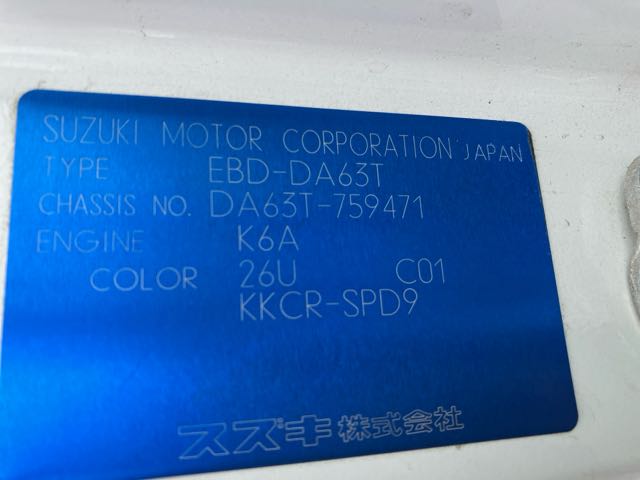 SUZUKI MOTOR CORPORATION JAPAN
TYPE EBD-DA63T
CHASSIS NO. DA63T-759471
ENGINE K6A
COLOR 26U C01
KKCR-SPD9
スズキ株式会社